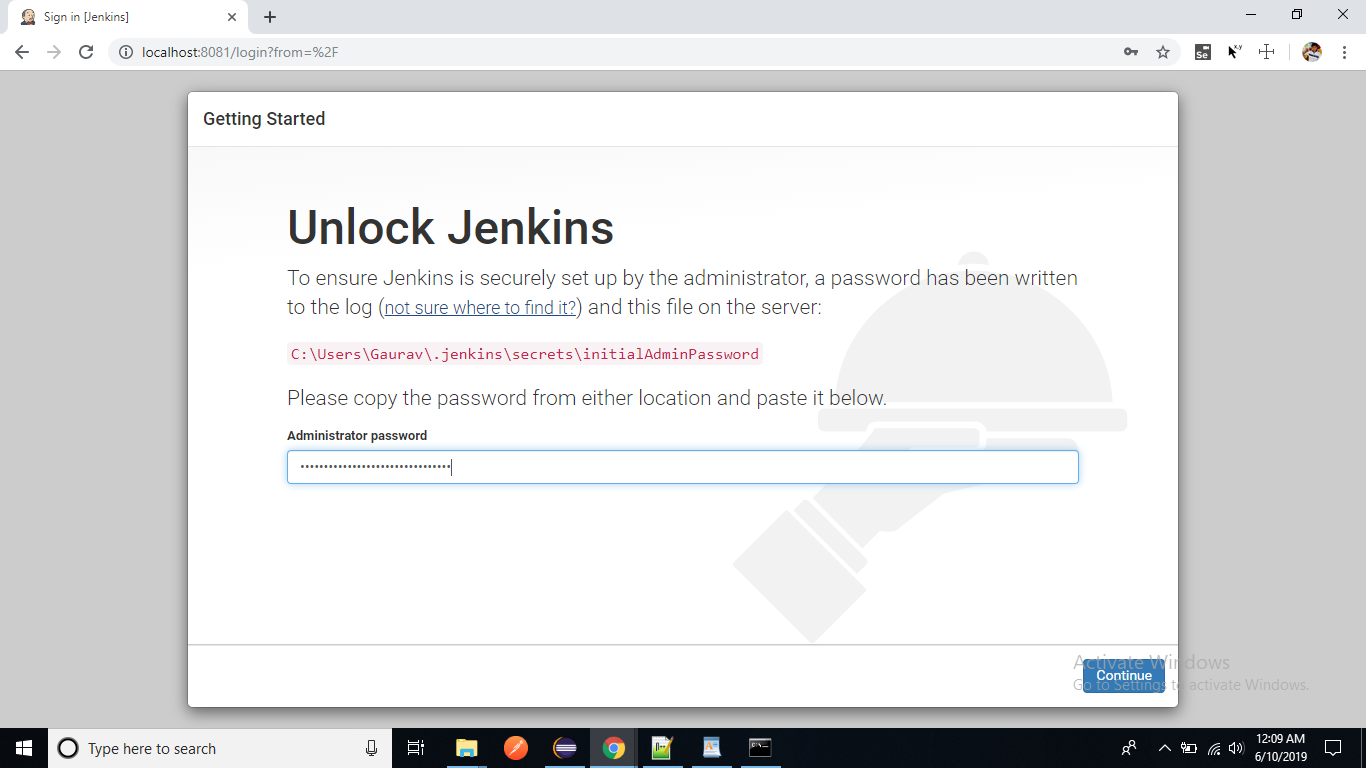 Sign in [Jenkins]
localhost:8081/login?from=%2F
Se
x,y
Getting Started
Unlock Jenkins
To ensure Jenkins is securely set up by the administrator, a password has been written
to the log (not sure where to find it?) and this file on the server:
C:\Users\Gaurav\.jenkins\secrets\initialAdminPassword
Please copy the password from either location and paste it below.
Administrator password
Activate Windows
Continue
Go to Settings to activate Windows.
Type here to search
12:09 AM
6/10/2019